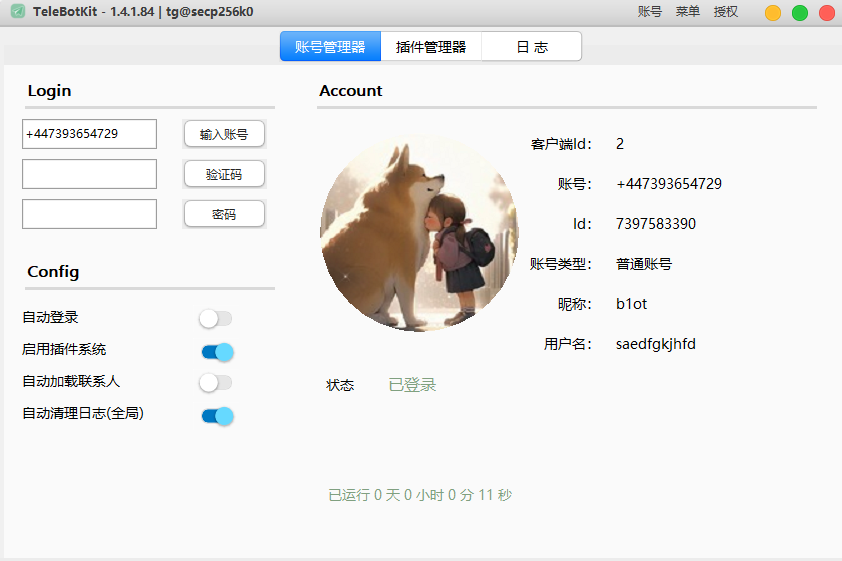 TeleBotKit - 1.4.1.84 | tg@secp256k0
账号 菜单 授权
账号管理器 插件管理器 日 志
Login
+447393654729 输入账号
验证码
密码
Config
自动登录
启用插件系统
自动加载联系人
自动清理日志(全局)
Account
客户端Id： 2
账号： +447393654729
Id： 7397583390
账号类型： 普通账号
昵称： b1ot
用户名： saedfgkjhfd
状态 已登录
已运行 0 天 0 小时 0 分 11 秒